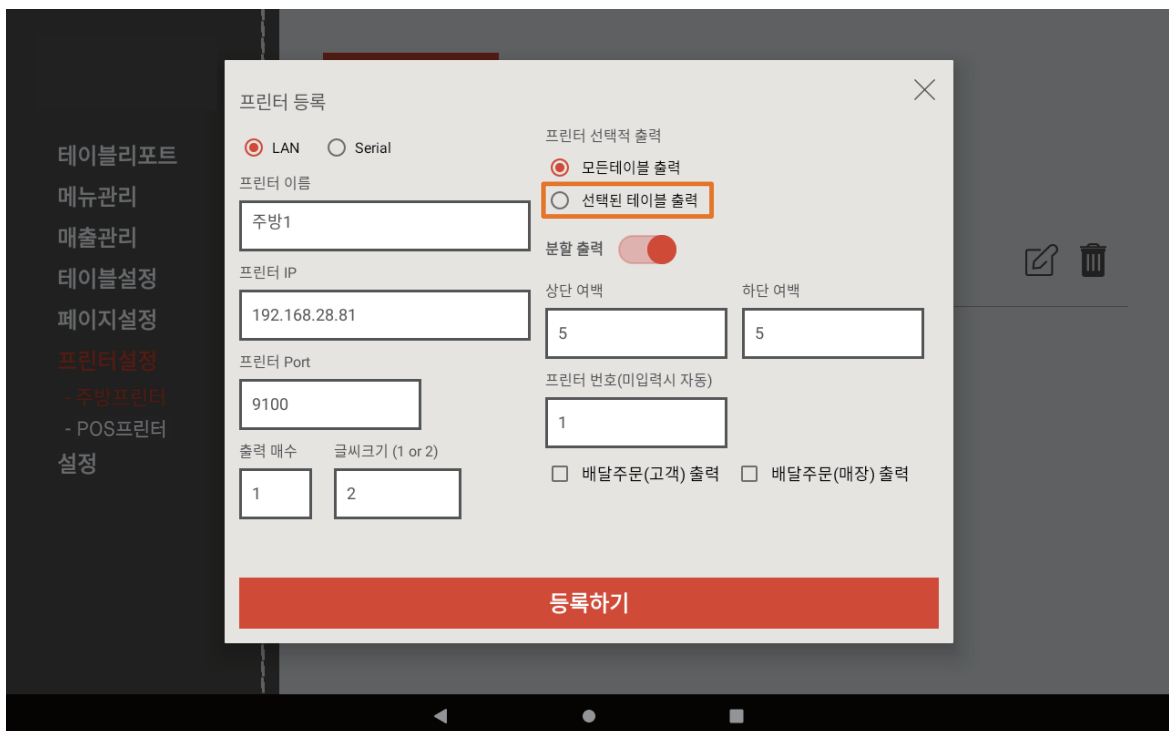 테이블리포트
메뉴관리
매출관리
테이블설정
페이지설정
프린터설정
- 주방프린터
- POS프린터
설정
프린터 등록
LAN
Serial
프린터 이름
주방1
프린터 IP
192.168.28.81
프린터 Port
9100
출력 매수
글씨크기 (1 or 2)
1
2
프린터 선택적 출력
모든테이블 출력
선택된 테이블 출력
분할 출력
상단 여백
하단 여백
5
5
프린터 번호(미입력시 자동)
1
배달주문(고객) 출력
배달주문(매장) 출력
등록하기